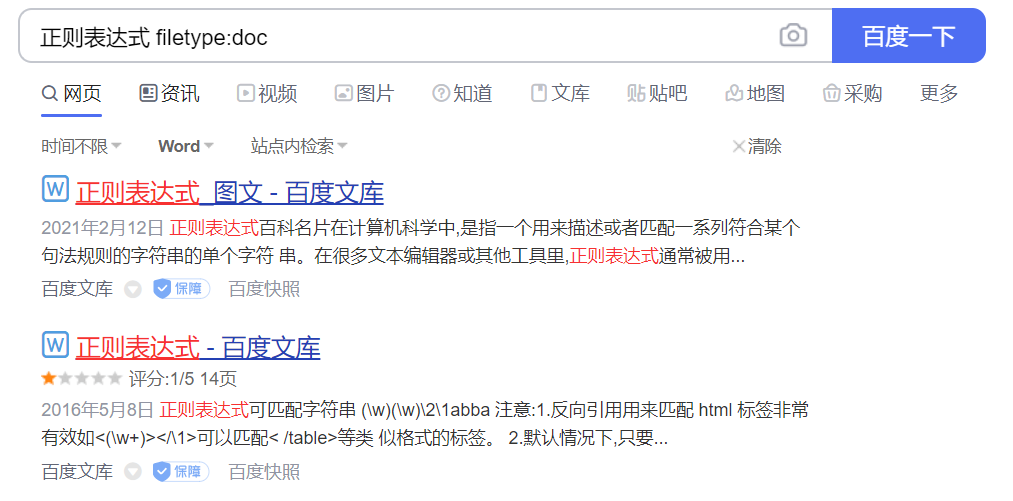 正则表达式 filetype:doc
百度一下
网页 资讯 视频 图片 知道 文库 贴 贴吧 地图 采购 更多
时间不限 Word 站点内检索 清除
W 正则表达式_图文 - 百度文库
2021年2月12日 正则表达式百科名片在计算机科学中,是指一个用来描述或者匹配一系列符合某个
句法规则的字符串的单个字符 串。在很多文本编辑器或其他工具里,正则表达式通常被用...
百度文库 保障 百度快照
W 正则表达式 - 百度文库
评分:1/5 14页
2016年5月8日 正则表达式可匹配字符串 (\w)(\w)\2\1abba 注意:1.反向引用用来匹配 html 标签非常
有效如<(\w+)></\1>可以匹配< /table>等类 似格式的标签。 2.默认情况下,只要...
百度文库 保障 百度快照